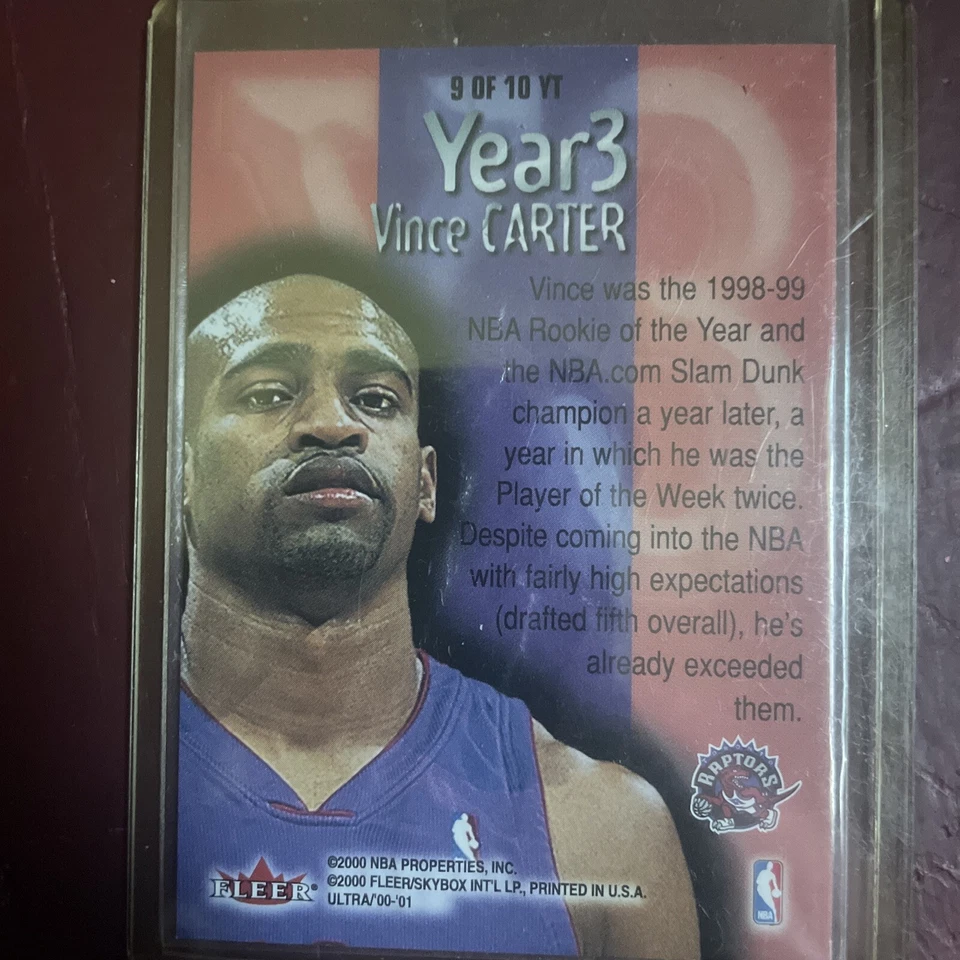 9 OF 10 YT
Year3
Vince CARTER
Vince was the 1998-99
NBA Rookie of the Year and
the NBA.com Slam Dunk
champion a year later, a
year in which he was the
Player of the Week twice.
Despite coming into the NBA
with fairly high expectations
(drafted fifth overall), he's
already exceeded
them.
RAPTORS
FLEER®
©2000 NBA PROPERTIES, INC.
©2000 FLEER/SKYBOX INT'L LP., PRINTED IN U.S.A.
ULTRA/'00-'01
NBA